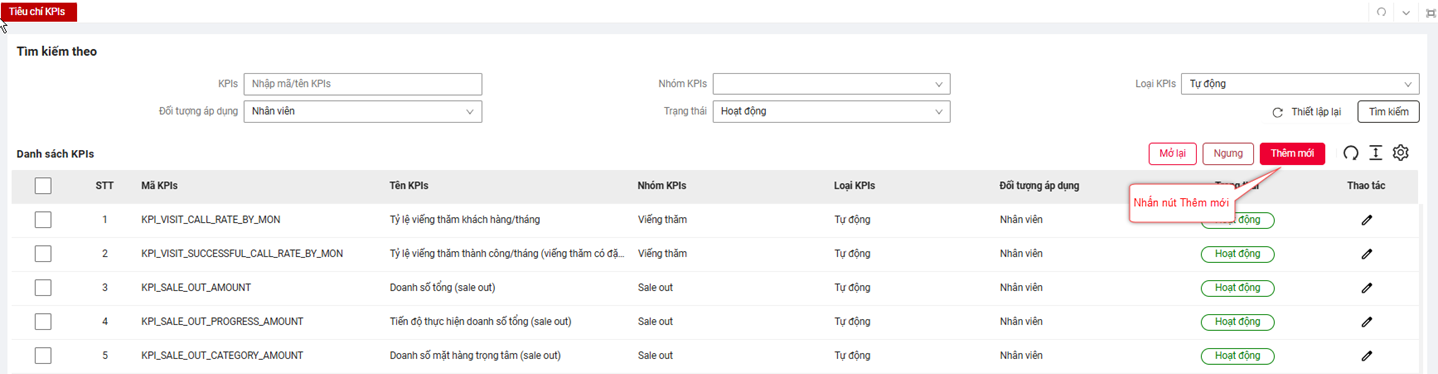 Tiêu chí KPIs
Tìm kiếm theo
KPIs Nhập mã/tên KPIs Nhóm KPIs Loại KPIs Tự động
Đối tượng áp dụng Nhân viên Trạng thái Hoạt động Thiết lập lại Tìm kiếm
Danh sách KPIs Mở lại Ngưng Thêm mới
STT Mã KPIs Tên KPIs Nhóm KPIs Loại KPIs Đối tượng áp dụng Thao tác
Nhấn nút Thêm mới
1 KPI_VISIT_CALL_RATE_BY_MON Tỷ lệ viếng thăm khách hàng/tháng Viếng thăm Tự động Nhân viên Hoạt động
2 KPI_VISIT_SUCCESSFUL_CALL_RATE_BY_MON Tỷ lệ viếng thăm thành công/tháng (viếng thăm có đặ... Viếng thăm Tự động Nhân viên Hoạt động
3 KPI_SALE_OUT_AMOUNT Doanh số tổng (sale out) Sale out Tự động Nhân viên Hoạt động
4 KPI_SALE_OUT_PROGRESS_AMOUNT Tiến độ thực hiện doanh số tổng (sale out) Sale out Tự động Nhân viên Hoạt động
5 KPI_SALE_OUT_CATEGORY_AMOUNT Doanh số mặt hàng trọng tâm (sale out) Sale out Tự động Nhân viên Hoạt động